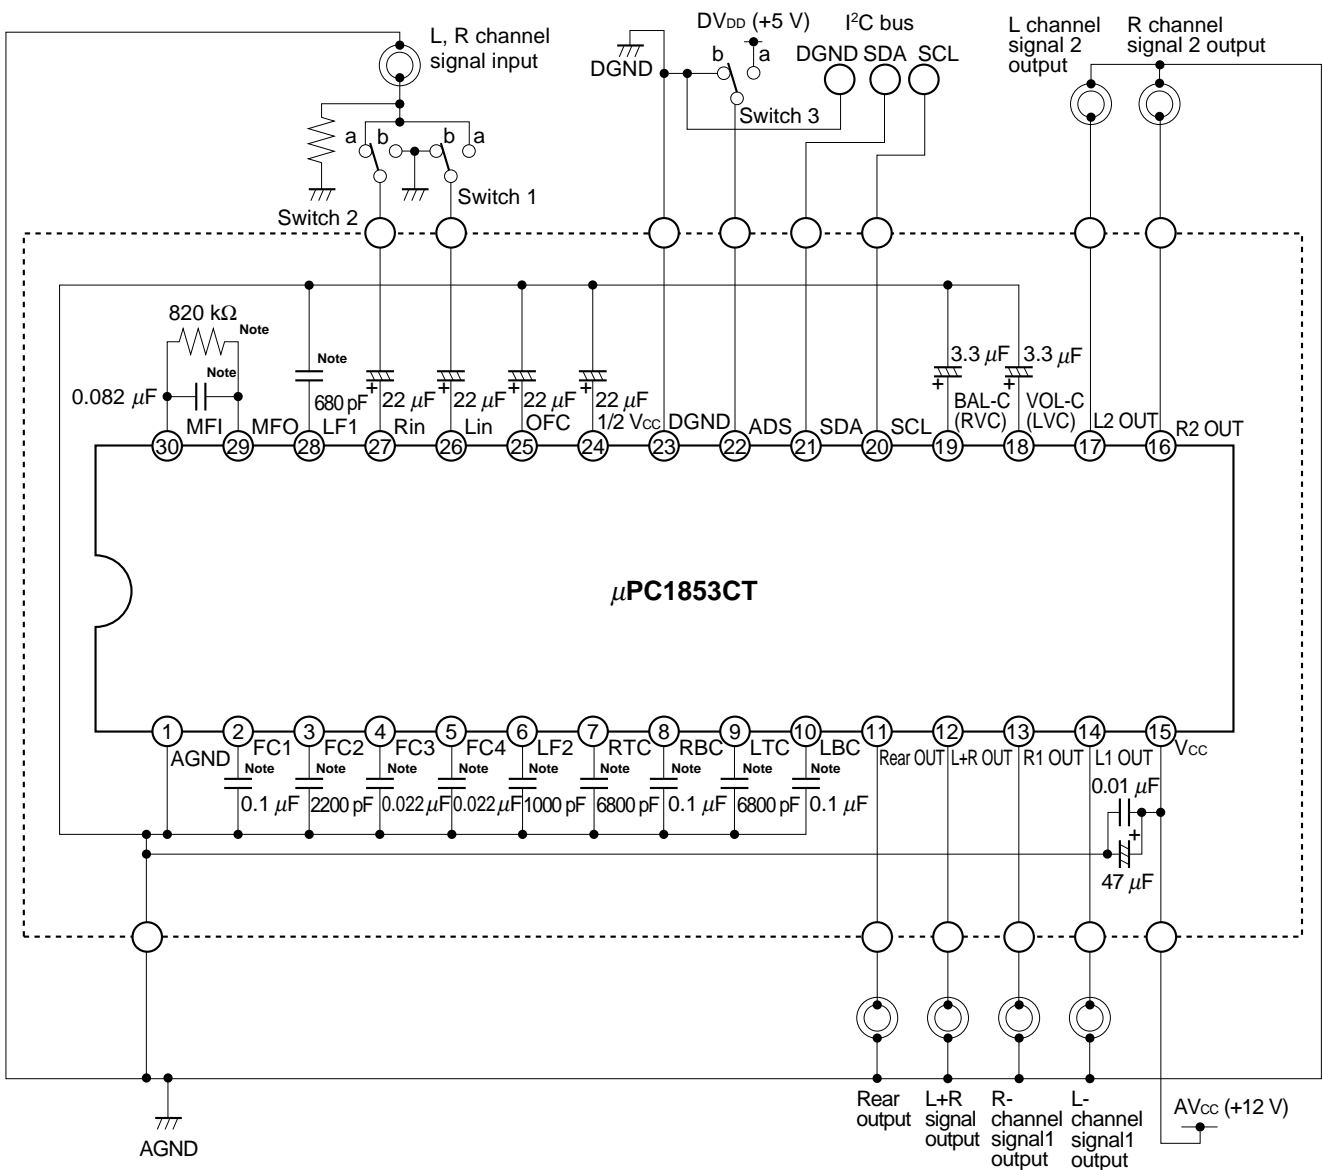 L, R channel
signal input
DVDD (+5 V)
I²C bus
L channel
signal 2
output
R channel
signal 2 output
DGND
b
a
DGND SDA SCL
Switch 3
a
b
b
a
Switch 2
Switch 1
820 kΩ
Note
0.082 µF
Note
Note
680 pF
+
22 µF
+
22 µF
+
22 µF
+
22 µF
3.3 µF
+
3.3 µF
+
30
MFI
29
MFO
28
LF1
27
Rin
26
Lin
25
OFC
24
1/2 VCC
23
DGND
22
ADS
21
SDA
20
SCL
19
BAL-C
(RVC)
18
VOL-C
(LVC)
17
L2 OUT
16
R2 OUT
µPC1853CT
1
AGND
2
FC1
3
FC2
4
FC3
5
FC4
6
LF2
7
RTC
8
RBC
9
LTC
10
LBC
11
Rear OUT
12
L+R OUT
13
R1 OUT
14
L1 OUT
15
VCC
Note
0.1 µF
Note
2200 pF
Note
0.022 µF
Note
0.022 µF
Note
1000 pF
Note
6800 pF
Note
0.1 µF
Note
6800 pF
Note
0.1 µF
0.01 µF
+
47 µF
AGND
Rear
output
L+R
signal
output
R-
channel
signal1
output
L-
channel
signal1
output
AVCC (+12 V)